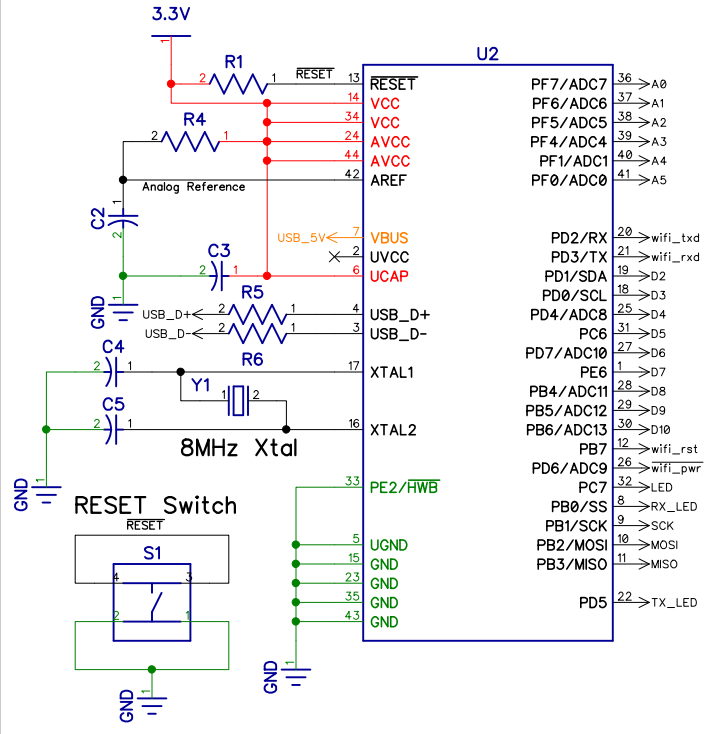 3.3V
1
U2
R1
2
1
RESET
13
RESET
PF7/ADC7
36
A0
14
VCC
PF6/ADC6
37
A1
34
VCC
PF5/ADC5
38
A2
R4
2
1
24
AVCC
PF4/ADC4
39
A3
44
AVCC
PF1/ADC1
40
A4
Analog Reference
42
AREF
PF0/ADC0
41
A5
1
C2
2
USB_5V
7
VBUS
PD2/RX
20
wifi_txd
2
UVCC
PD3/TX
21
wifi_rxd
C3
2
1
6
UCAP
PD1/SDA
19
D2
1
GND
PD0/SCL
18
D3
R5
USB_D+
2
1
4
USB_D+
PD4/ADC8
25
D4
USB_D-
2
1
3
USB_D-
PC6
31
D5
R6
PD7/ADC10
27
D6
C4
2
1
17
XTAL1
PE6
1
D7
Y1
1
2
PB4/ADC11
28
D8
PB5/ADC12
29
D9
C5
2
1
16
XTAL2
PB6/ADC13
30
D10
8MHz Xtal
PB7
12
wifi_rst
PD6/ADC9
26
wifi_pwr
1
GND
33
PE2/HWB
PC7
32
LED
PB0/SS
8
RX_LED
RESET Switch
RESET
PB1/SCK
9
SCK
5
UGND
PB2/MOSI
10
MOSI
S1
15
GND
PB3/MISO
11
MISO
4
3
23
GND
35
GND
PD5
22
TX_LED
2
1
43
GND
1
GND
1
GND